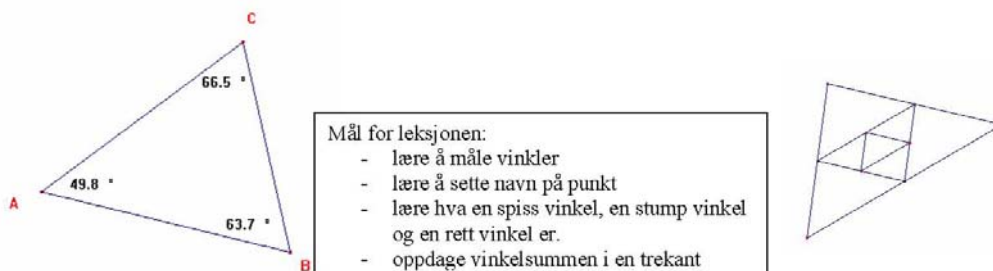 C
66.5 °
49.8 °
A
63.7 °
B
Mål for leksjonen:
- lære å måle vinkler
- lære å sette navn på punkt
- lære hva en spiss vinkel, en stump vinkel
og en rett vinkel er.
- oppdage vinkelsummen i en trekant